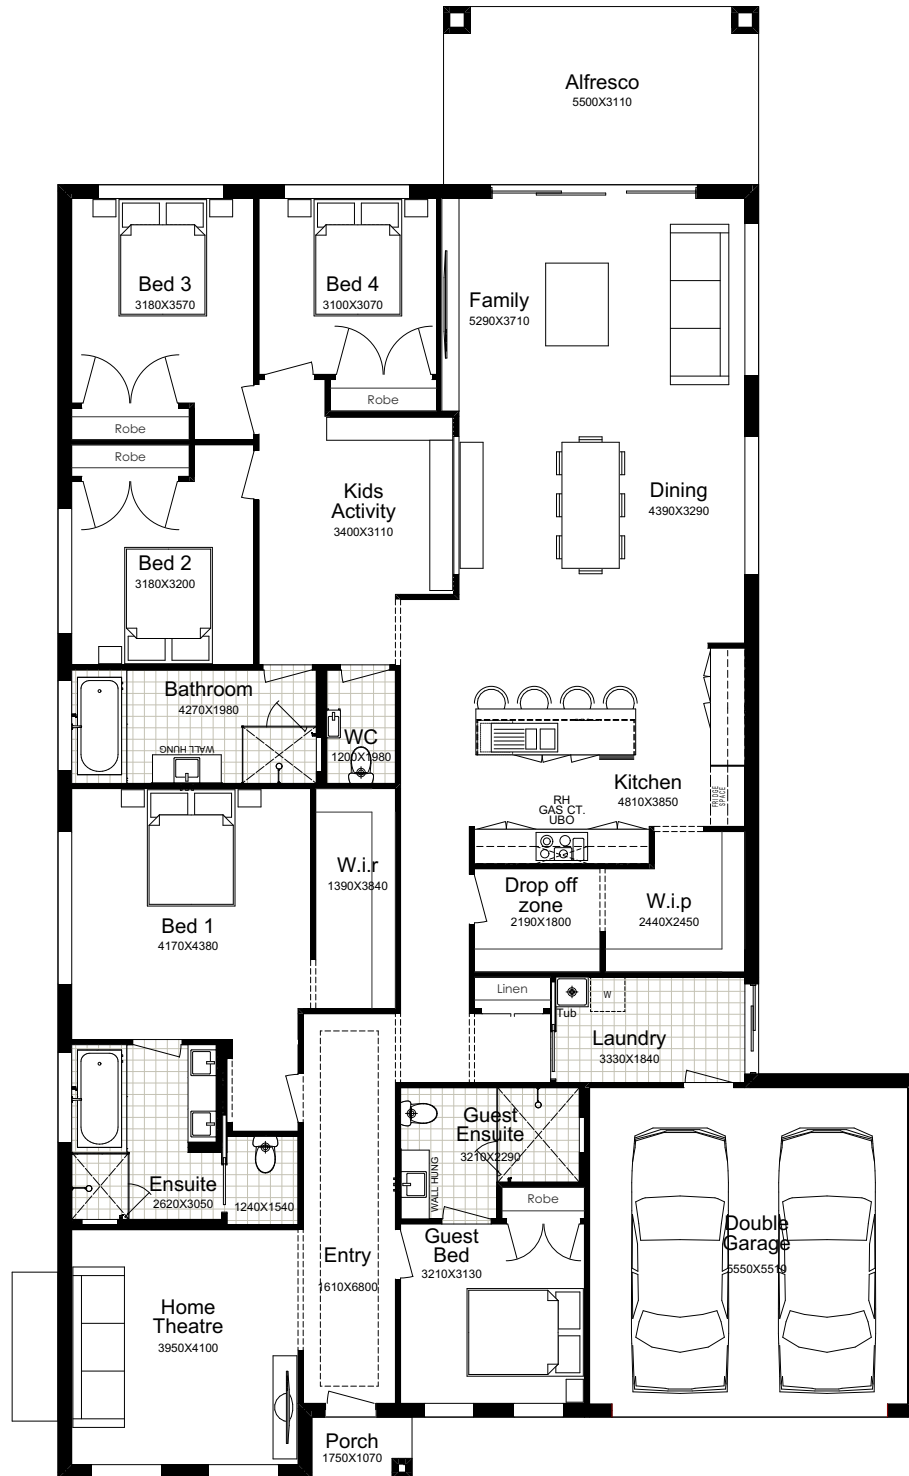 Alfresco
5500X3110
Bed 3
3180X3570
Bed 4
3100X3070
Family
5290X3710
Robe
Robe
Robe
Kids
Activity
3400X3110
Dining
4390X3290
Bed 2
3180X3200
Bathroom
4270X1980
WALL HUNG
WC
1200X1980
Kitchen
4810X3850
FRIDGE
SPACE
RH
GAS CT.
UBO
W.i.r
1390X3840
Drop off
zone
2190X1800
W.i.p
2440X2450
Bed 1
4170X4380
Linen
Tub
W
Laundry
3330X1840
Guest
Ensuite
3210X2290
WALL HUNG
Robe
Ensuite
2620X3050
1240X1540
Entry
1610X6800
Guest
Bed
3210X3130
Double
Garage
5550X5510
Home
Theatre
3950X4100
Porch
1750X1070